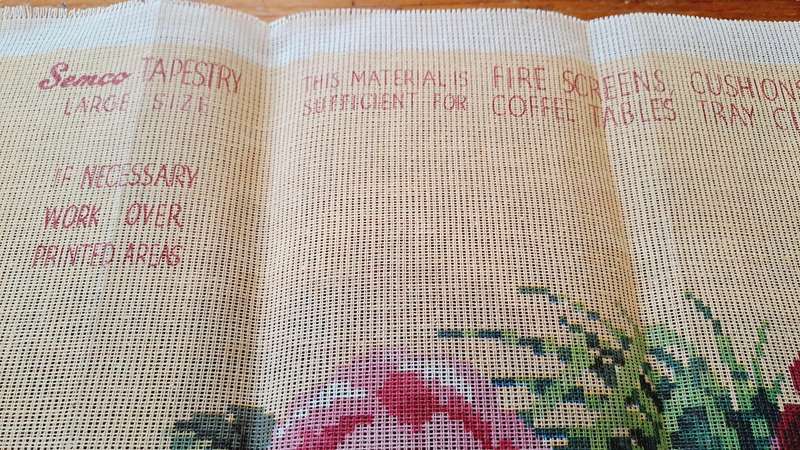 Semco TAPESTRY
LARGE SIZE
THIS MATERIAL IS
SUFFICIENT FOR
FIRE SCREENS, CUSHIONS
COFFEE TABLES TRAY
IF NECESSARY
WORK OVER
PRINTED AREAS